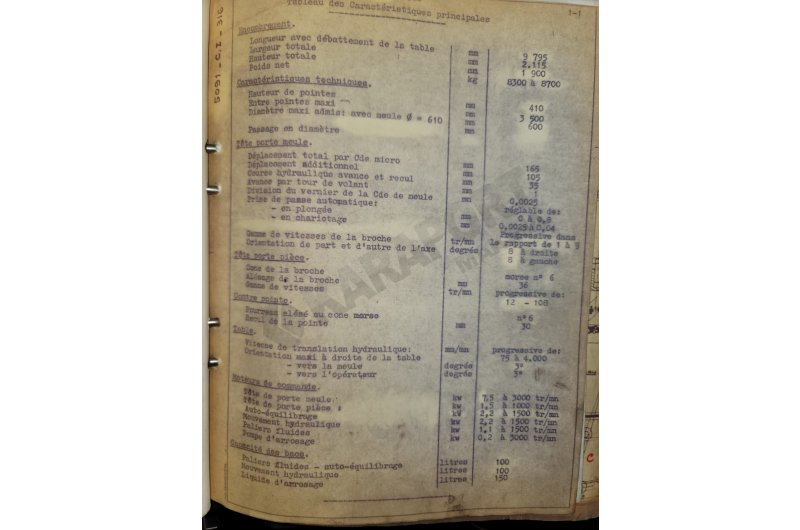 Tableau des Caractéristiques principales
1-1
5091 - C.I - 316
Encombrement.
Longueur avec débattement de la table mm 9 795
Largeur totale mm 2.115
Hauteur totale mm 1 900
Poids net kg 8300 à 8700
Caractéristiques techniques.
Hauteur de pointes mm 410
Entre pointes maxi mm 3 500
Diamètre maxi admis: avec meule Ø = 610 mm 600
Passage en diamètre mm
Tête porte meule.
Déplacement total par Cde micro mm 165
Déplacement additionnel mm 105
Course hydraulique avance et recul mm 35
Avance par tour de volant mm 1
Division du vernier de la Cde de meule mm 0,0025
Prise de passe automatique: réglable de:
- en plongée mm 0 à 0,8
- en chariotage mm 0,0025 à 0,04
Gamme de vitesses de la broche tr/mn Progressive dans le rapport de 1 à 9
Orientation de part et d'autre de l'axe degrés 8 à droite
8 à gauche
Tête porte pièce.
Cone de la broche morse n° 6
Alésage de la broche mm 36
Gamme de vitesses tr/mn progressive de:
12 - 108
Contre pointe.
Fourreau alésé au cone morse n°6
Recul de la pointe mm 30
Table.
Vitesse de translation hydraulique: mm/mn progressive de:
75 à 4.000
Orientation maxi à droite de la table
- vers la meule degrés 3°
- vers l'opérateur degrés 3°
Moteurs de commande.
Tête de porte meule: kw 7,5 à 3000 tr/mn
Tête de porte pièce : kw 1,5 à 1000 tr/mn
Auto-équilibrage kW 2,2 à 1500 tr/mn
Mouvement hydraulique kw 2,2 à 1500 tr/mn
Paliers fluides kw 1,1 à 1500 tr/mn
Pompe d'arrosage kw 0,2 à 3000 tr/mn
Capacité des bacs.
Paliers fluides - auto-équilibrage litres 100
Mouvement hydraulique litres 100
Liquide d'arrosage litres 150